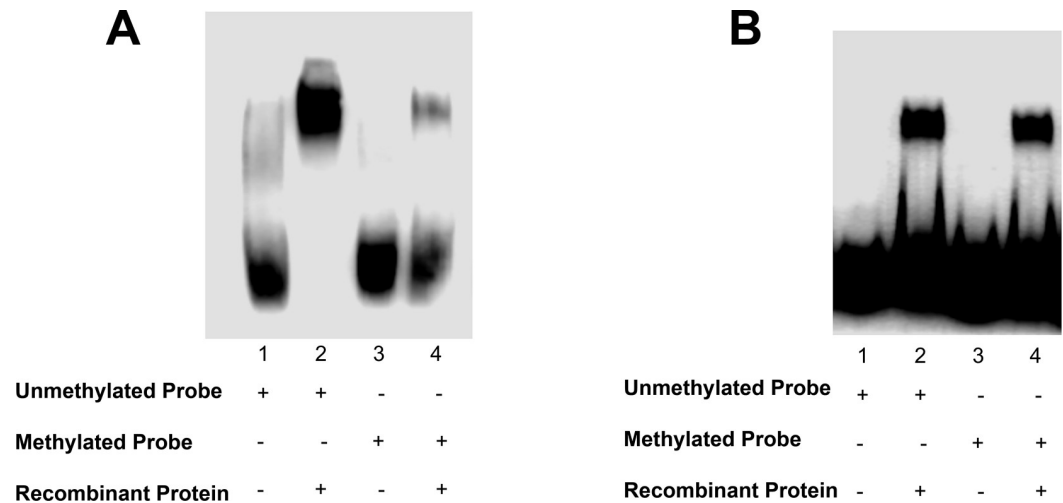 A
1 2 3 4
Unmethylated Probe + + - -
Methylated Probe - - + +
Recombinant Protein - + - +
B
1 2 3 4
Unmethylated Probe + + - -
Methylated Probe - - + +
Recombinant Protein - + - +